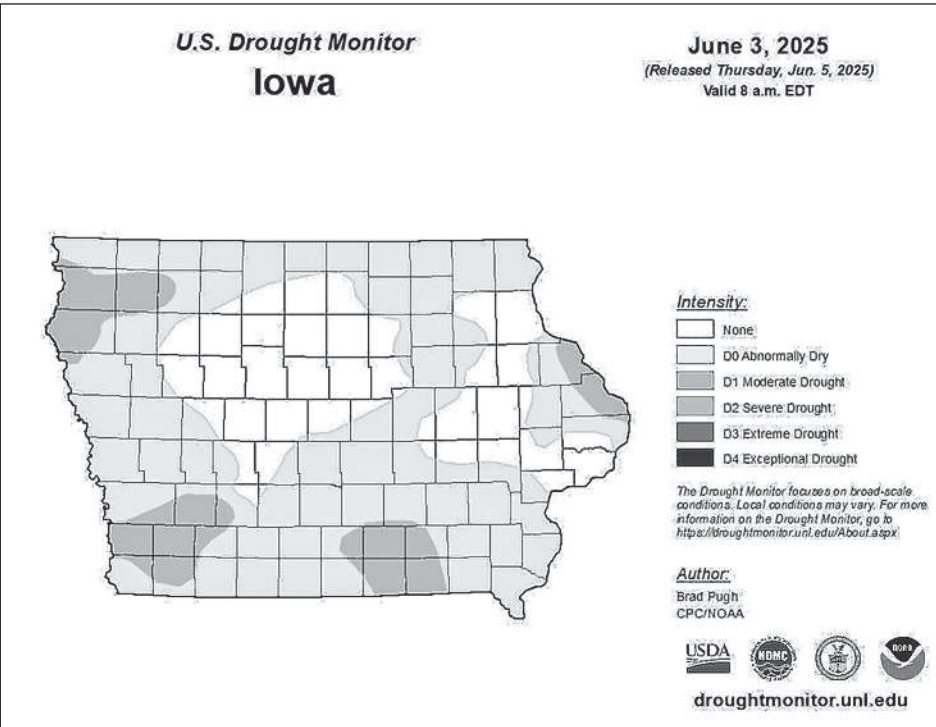 U.S. Drought Monitor
Iowa
June 3, 2025
(Released Thursday, Jun. 5, 2025)
Valid 8 a.m. EDT
Intensity:
None
D0 Abnormally Dry
D1 Moderate Drought
D2 Severe Drought
D3 Extreme Drought
D4 Exceptional Drought
The Drought Monitor focuses on broad-scale
conditions. Local conditions may vary. For more
information on the Drought Monitor, go to
https://droughtmonitor.unl.edu/About.aspx
Author:
Brad Pugh
CPC/NOAA
USDA
NDMC
NOAA
droughtmonitor.unl.edu